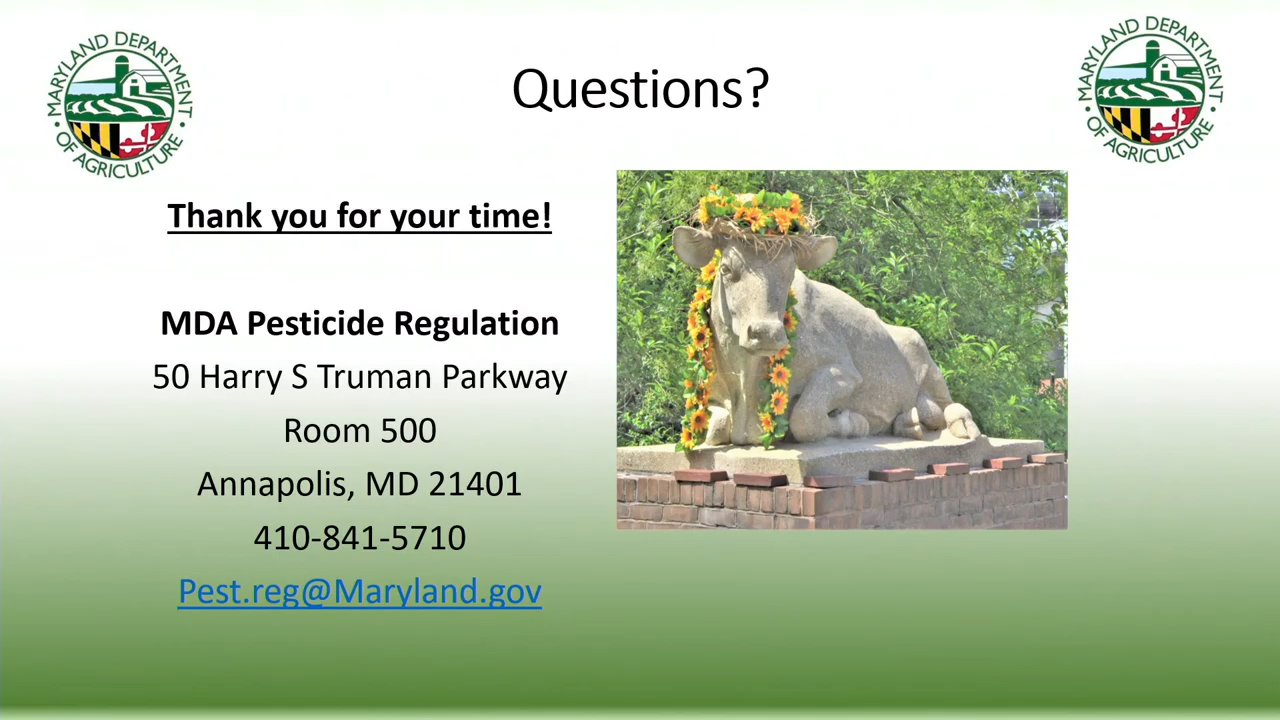 MARYLAND DEPARTMENT
OF AGRICULTURE
Questions?
MARYLAND DEPARTMENT
OF AGRICULTURE
Thank you for your time!
MDA Pesticide Regulation
50 Harry S Truman Parkway
Room 500
Annapolis, MD 21401
410-841-5710
Pest.reg@Maryland.gov